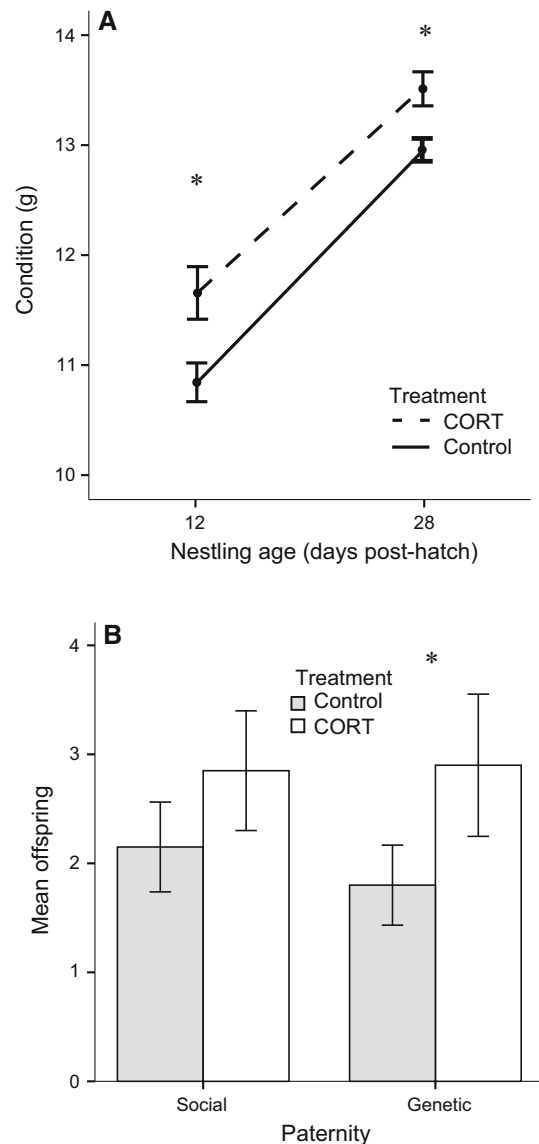 A
14
13
12
11
10
Condition (g)
*
*
Treatment
CORT
Control
12
28
Nestling age (days post-hatch)
B
4
3
2
1
0
Mean offspring
*
Treatment
Control
CORT
Social
Genetic
Paternity